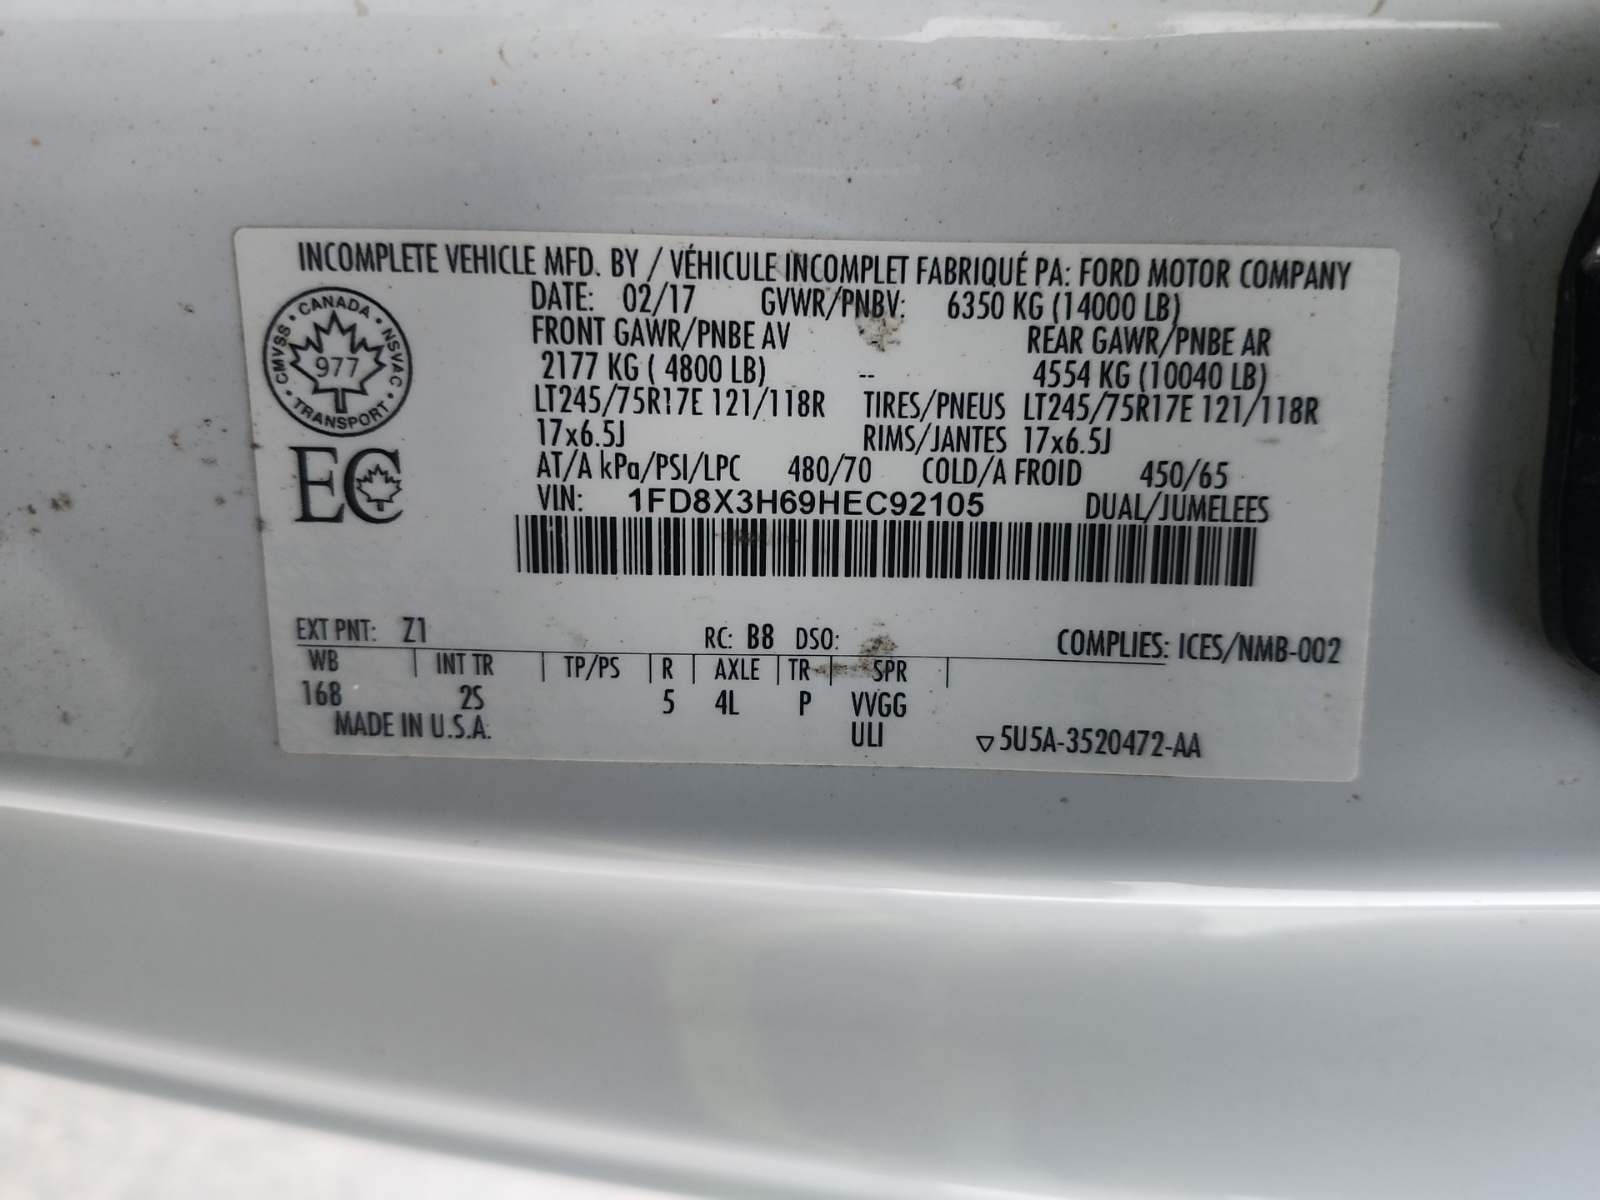 INCOMPLETE VEHICLE MFD. BY / VÉHICULE INCOMPLET FABRIQUÉ PA: FORD MOTOR COMPANY
DATE: 02/17 GVWR/PNBV: 6350 KG (14000 LB)
FRONT GAWR/PNBE AV REAR GAWR/PNBE AR
2177 KG ( 4800 LB) -- 4554 KG (10040 LB)
LT245/75R17E 121/118R TIRES/PNEUS LT245/75R17E 121/118R
17x6.5J RIMS/JANTES 17x6.5J
AT/A kPa/PSI/LPC 480/70 COLD/A FROID 450/65
VIN: 1FD8X3H69HEC92105 DUAL/JUMELEES
CANADA
CMVSS NSVAC
977
TRANSPORT
EC
EXT PNT: Z1 RC: B8 DSO: COMPLIES: ICES/NMB-002
WB | INT TR | TP/PS | R | AXLE | TR | SPR |
168 2S 5 4L P VVGG
MADE IN U.S.A. ULI ▽5U5A-3520472-AA